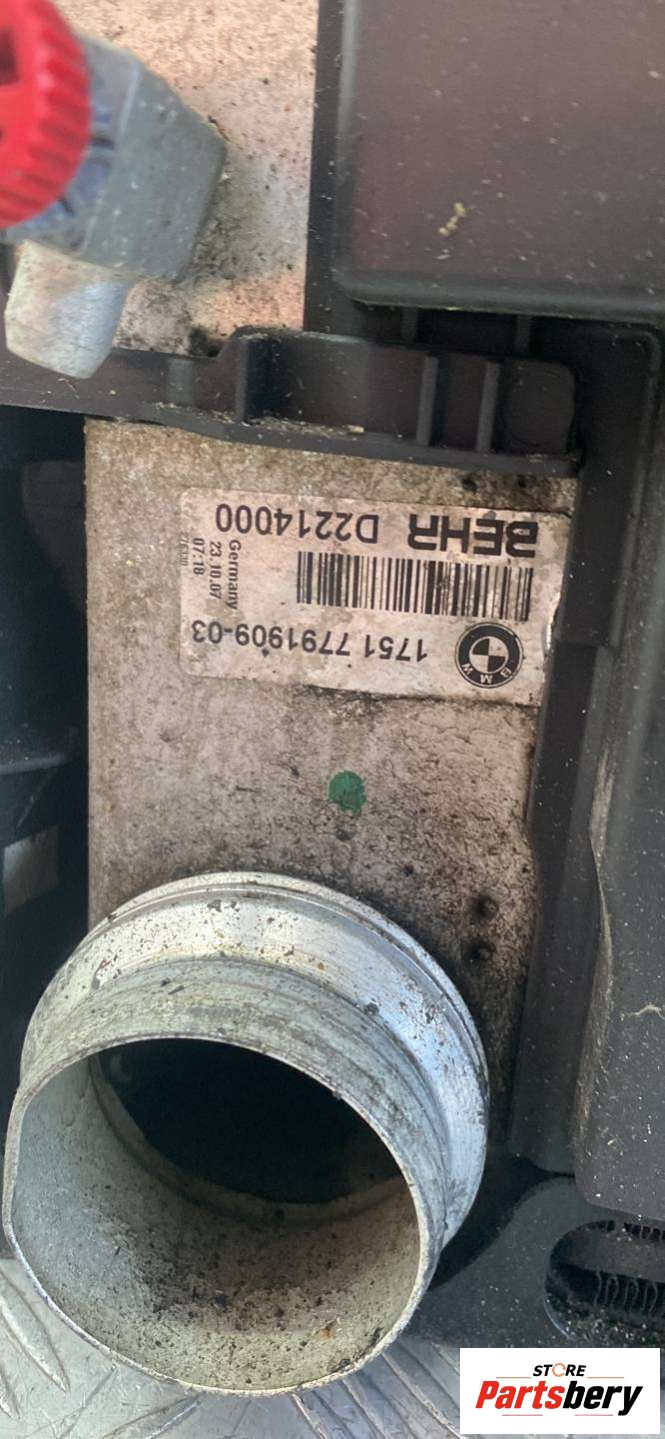 BEHR D2214000
Germany
23.10.07
07:18
BMW
1751 7791909-03
STORE
Partsbery